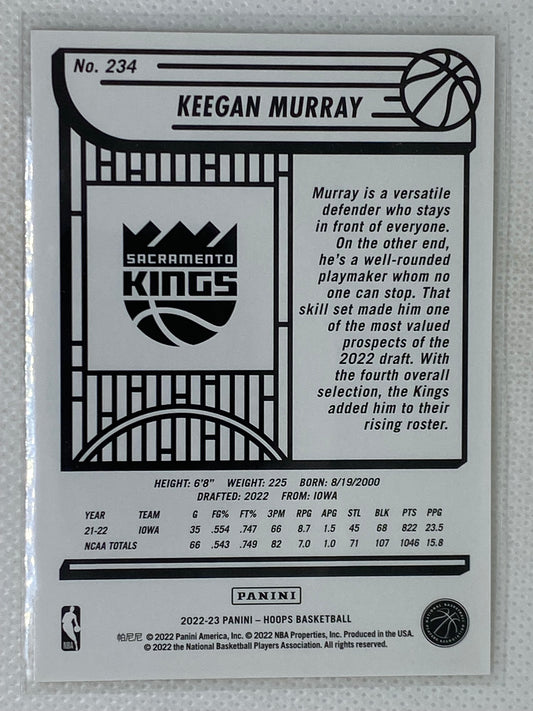 No. 234
KEEGAN MURRAY
SACRAMENTO
KINGS
Murray is a versatile
defender who stays
in front of everyone.
On the other end,
he's a well-rounded
playmaker whom no
one can stop. That
skill set made him one
of the most valued
prospects of the
2022 draft. With
the fourth overall
selection, the Kings
added him to their
rising roster.
HEIGHT: 6'8" WEIGHT: 225 BORN: 8/19/2000
DRAFTED: 2022 FROM: IOWA
YEAR TEAM G FG% FT% 3PM RPG APG STL BLK PTS PPG
21-22 IOWA 35 .554 .747 66 8.7 1.5 45 68 822 23.5
NCAA TOTALS 66 .543 .749 82 7.0 1.0 71 107 1046 15.8
PANINI
2022-23 PANINI – HOOPS BASKETBALL
帕尼尼 © 2022 Panini America, Inc. © 2022 NBA Properties, Inc. Produced in the USA.
© 2022 the National Basketball Players Association. All rights reserved.
NBA
NATIONAL BASKETBALL PLAYERS ASSOCIATION